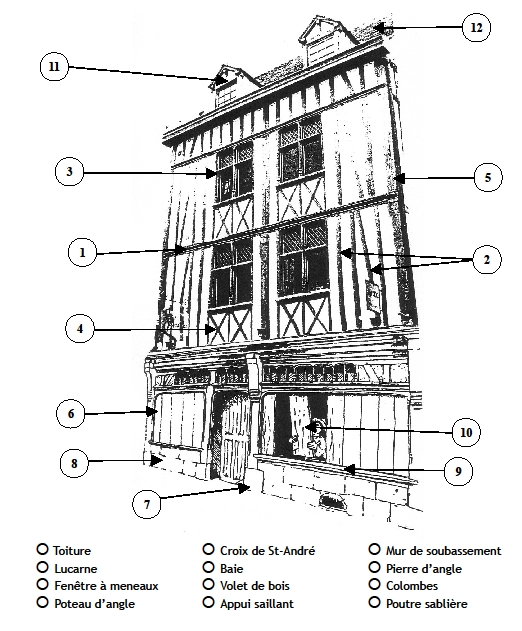 12
11
3
5
1
2
4
6
10
8
9
7
Toiture
Lucarne
Fenêtre à meneaux
Poteau d'angle
Croix de St-André
Baie
Volet de bois
Appui saillant
Mur de soubassement
Pierre d'angle
Colombes
Poutre sablière